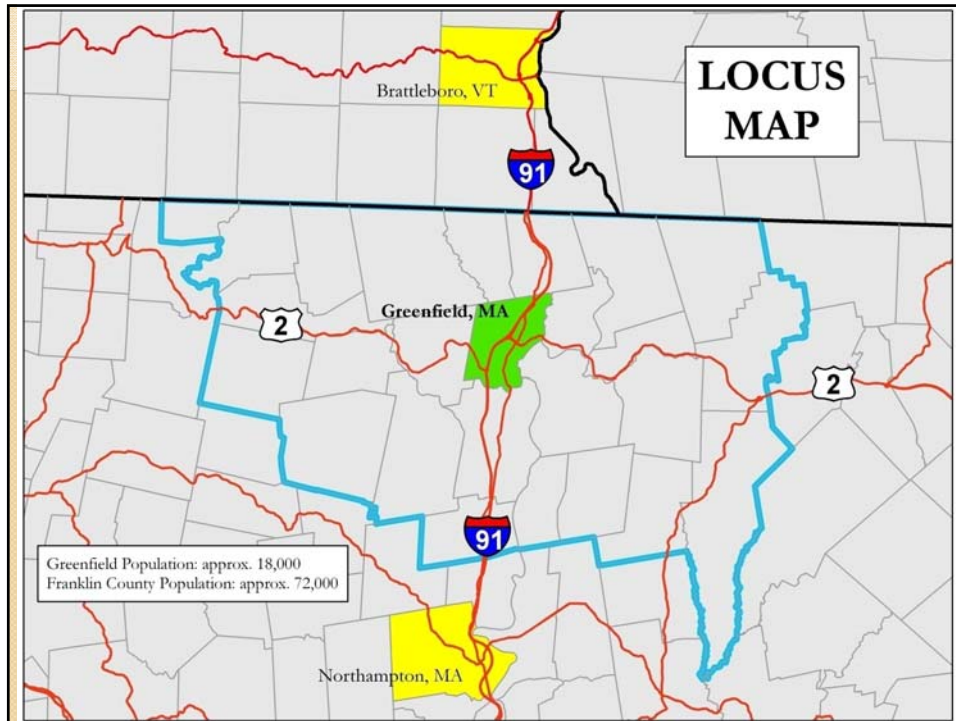 LOCUS
MAP
Brattleboro, VT
91
Greenfield, MA
2
2
91
Greenfield Population: approx. 18,000
Franklin County Population: approx. 72,000
Northampton, MA